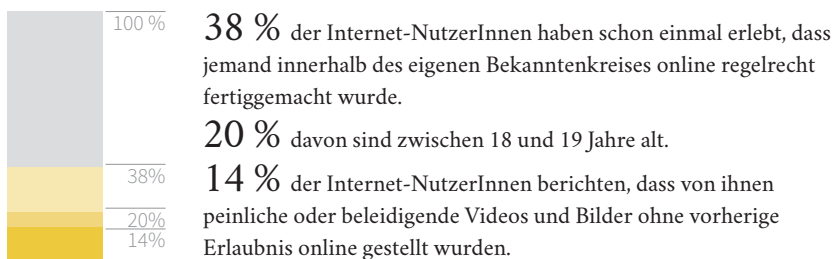 100 %
38%
20%
14%
38 % der Internet-NutzerInnen haben schon einmal erlebt, dass
jemand innerhalb des eigenen Bekanntenkreises online regelrecht
fertiggemacht wurde.
20 % davon sind zwischen 18 und 19 Jahre alt.
14 % der Internet-NutzerInnen berichten, dass von ihnen
peinliche oder beleidigende Videos und Bilder ohne vorherige
Erlaubnis online gestellt wurden.